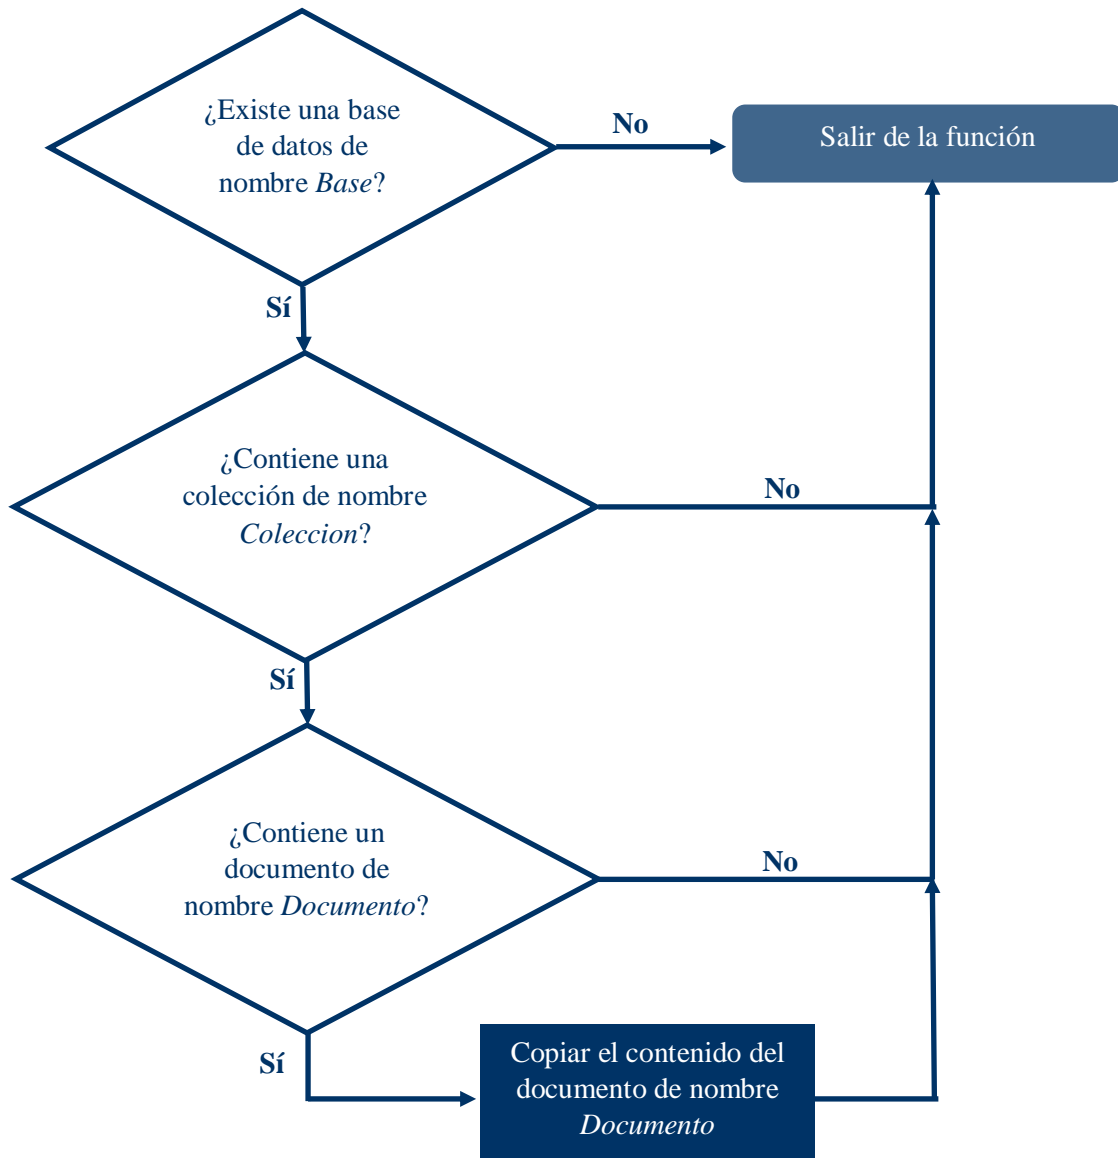 ¿Existe una base
de datos de
nombre Base?
No
Salir de la función
Sí
¿Contiene una
colección de nombre
Coleccion?
No
Sí
¿Contiene un
documento de
nombre Documento?
No
Sí
Copiar el contenido del
documento de nombre
Documento